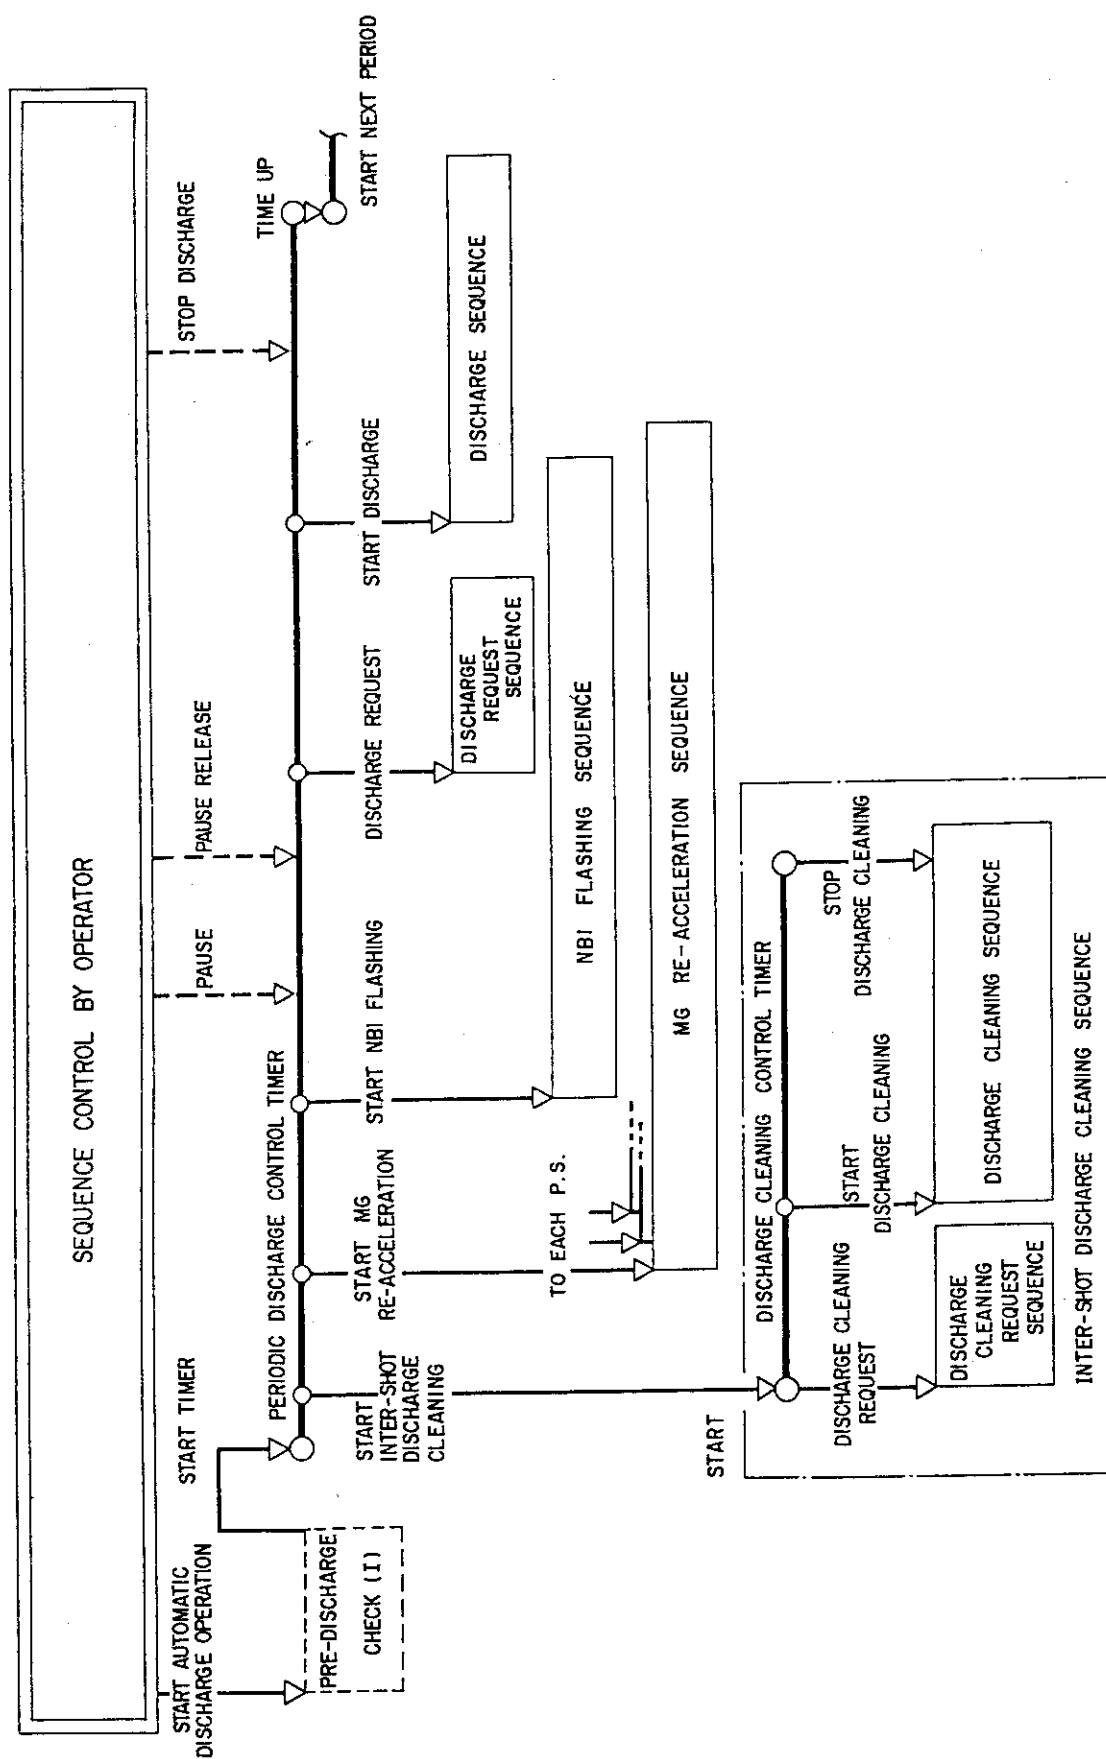 SEQUENCE CONTROL BY OPERATOR
START AUTOMATIC
DISCHARGE OPERATION
START TIMER
PAUSE
PAUSE RELEASE
STOP DISCHARGE
PRE-DISCHARGE
CHECK (I)
PERIODIC DISCHARGE CONTROL TIMER
TIME UP
START NEXT PERIOD
START
INTER-SHOT
DISCHARGE
CLEANING
START MG
RE-ACCELERATION
START NBI FLASHING
DISCHARGE REQUEST
START DISCHARGE
DISCHARGE
REQUEST
SEQUENCE
DISCHARGE SEQUENCE
NBI FLASHING SEQUENCE
TO EACH P.S.
MG RE-ACCELERATION SEQUENCE
START
DISCHARGE CLEANING CONTROL TIMER
DISCHARGE CLEANING
REQUEST
START
DISCHARGE CLEANING
STOP
DISCHARGE CLEANING
DISCHARGE
CLEANING
REQUEST
SEQUENCE
DISCHARGE CLEANING SEQUENCE
INTER-SHOT DISCHARGE CLEANING SEQUENCE